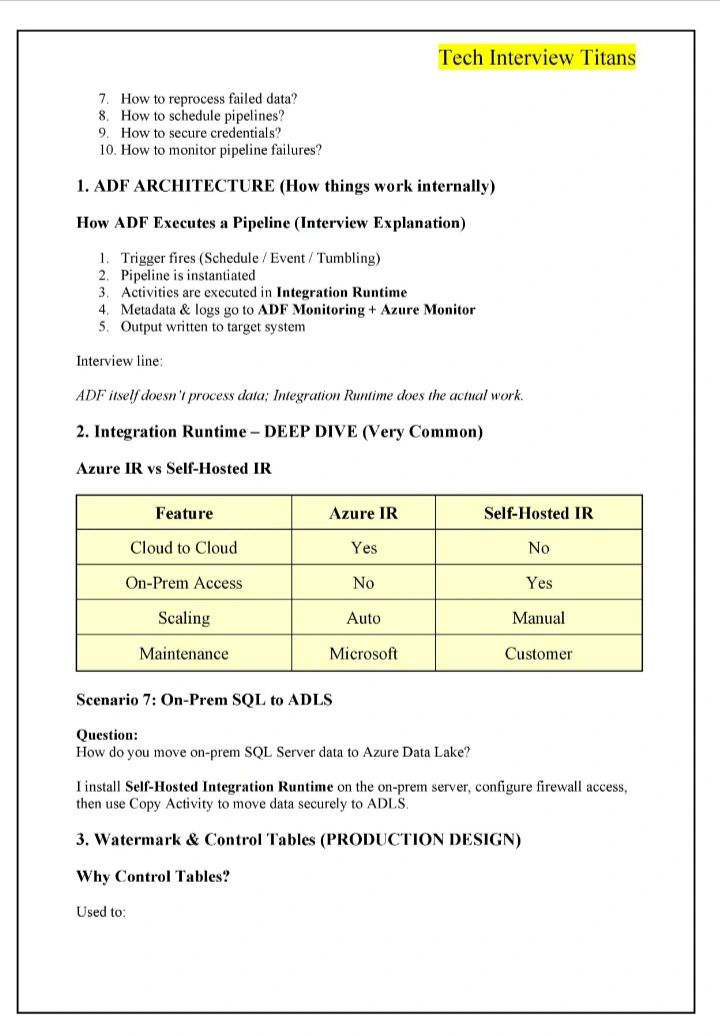 Tech Interview Titans
7. How to reprocess failed data?
8. How to schedule pipelines?
9. How to secure credentials?
10. How to monitor pipeline failures?
1. ADF ARCHITECTURE (How things work internally)
How ADF Executes a Pipeline (Interview Explanation)
1. Trigger fires (Schedule / Event / Tumbling)
2. Pipeline is instantiated
3. Activities are executed in Integration Runtime
4. Metadata & logs go to ADF Monitoring + Azure Monitor
5. Output written to target system
Interview line:
ADF itself doesn't process data; Integration Runtime does the actual work.
2. Integration Runtime – DEEP DIVE (Very Common)
Azure IR vs Self-Hosted IR
Feature Azure IR Self-Hosted IR
Cloud to Cloud Yes No
On-Prem Access No Yes
Scaling Auto Manual
Maintenance Microsoft Customer
Scenario 7: On-Prem SQL to ADLS
Question:
How do you move on-prem SQL Server data to Azure Data Lake?
I install Self-Hosted Integration Runtime on the on-prem server, configure firewall access,
then use Copy Activity to move data securely to ADLS.
3. Watermark & Control Tables (PRODUCTION DESIGN)
Why Control Tables?
Used to: